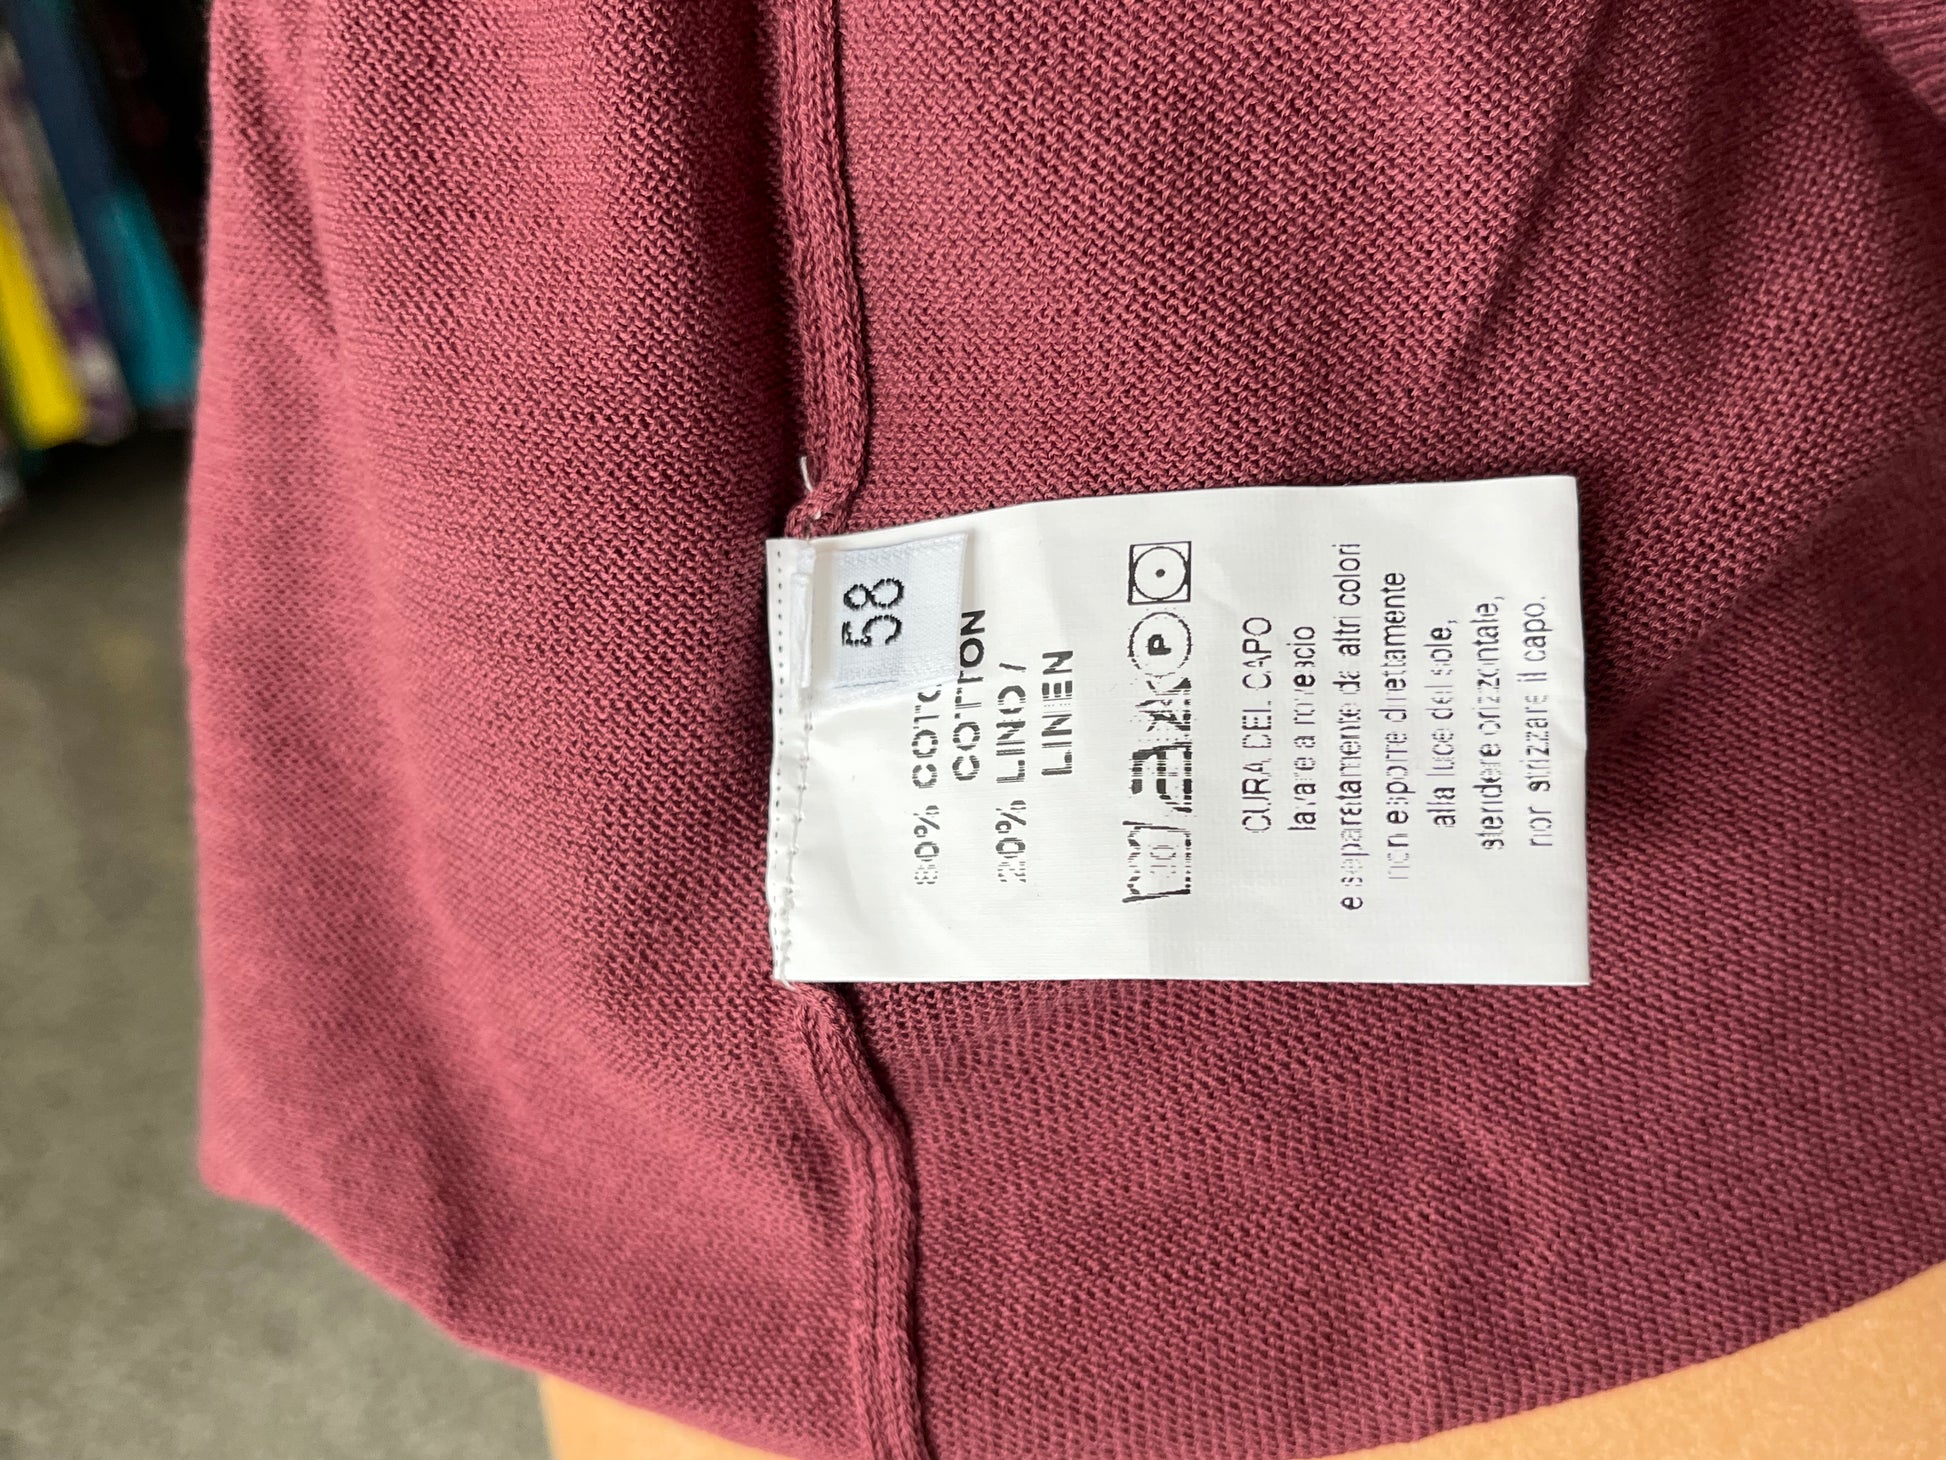 58
80% COTO
COTTON
20% LINO /
LINEN
P
CURA DEL CAPO
lavare a rovescio
e separatamente da altri colori
non esporre direttamente
alla luce del sole,
stendere orizzontale,
non strizzare il capo.